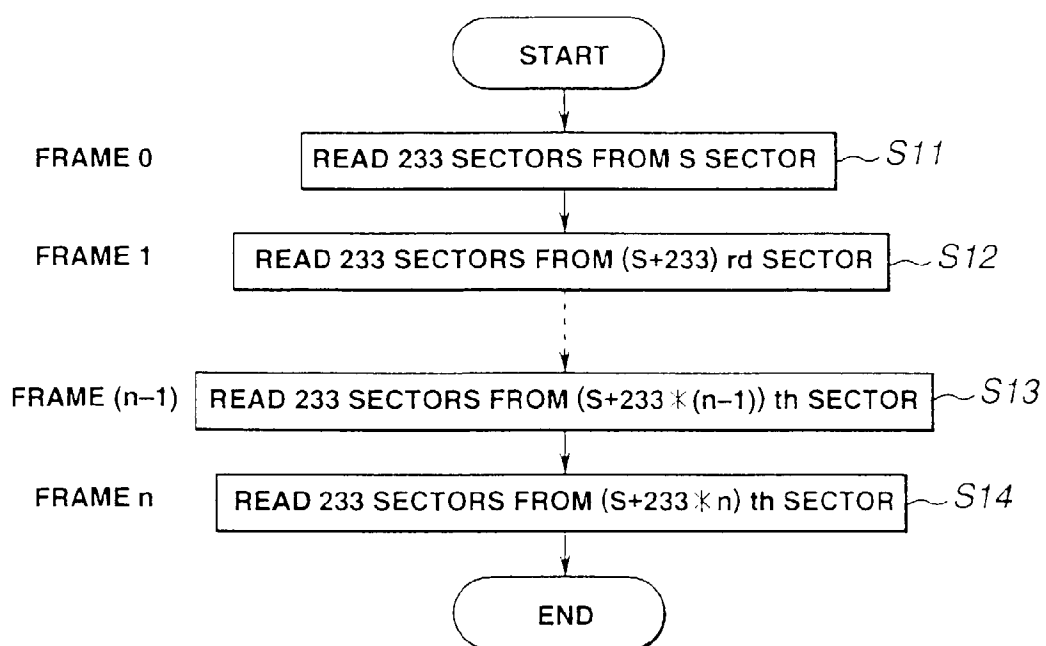 START
FRAME 0 READ 233 SECTORS FROM S SECTOR S11
FRAME 1 READ 233 SECTORS FROM (S+233) rd SECTOR S12
FRAME (n–1) READ 233 SECTORS FROM (S+233＊(n–1)) th SECTOR S13
FRAME n READ 233 SECTORS FROM (S+233＊n) th SECTOR S14
END